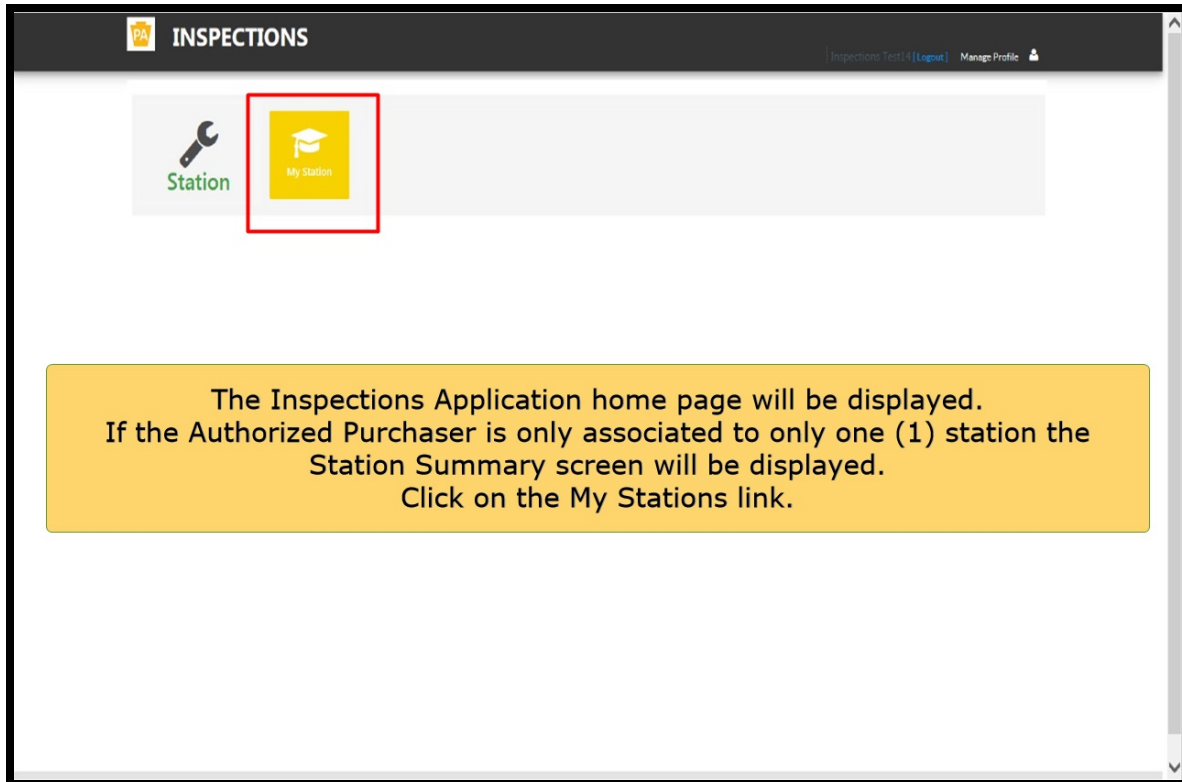 PA INSPECTIONS
Inspections Test14 [Logout] Manage Profile
Station
My Station
The Inspections Application home page will be displayed.
If the Authorized Purchaser is only associated to only one (1) station the
Station Summary screen will be displayed.
Click on the My Stations link.